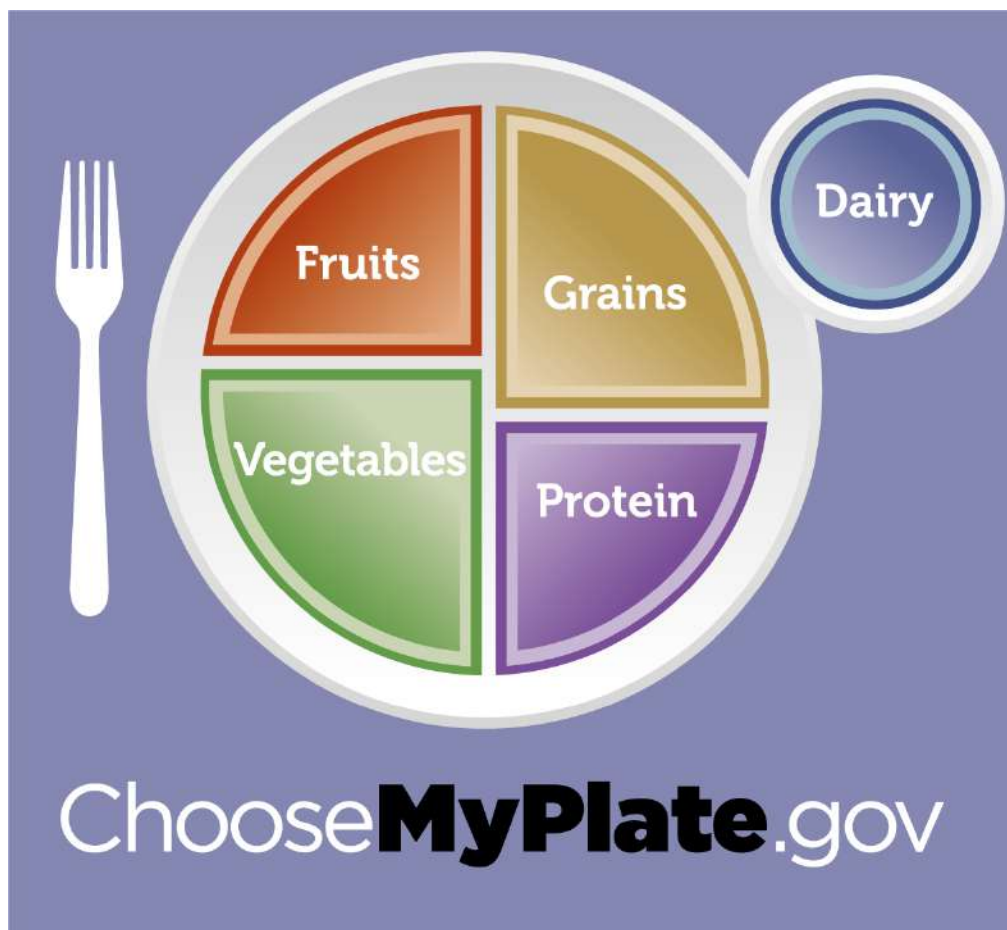 Fruits
Grains
Dairy
Vegetables
Protein
ChooseMyPlate.gov